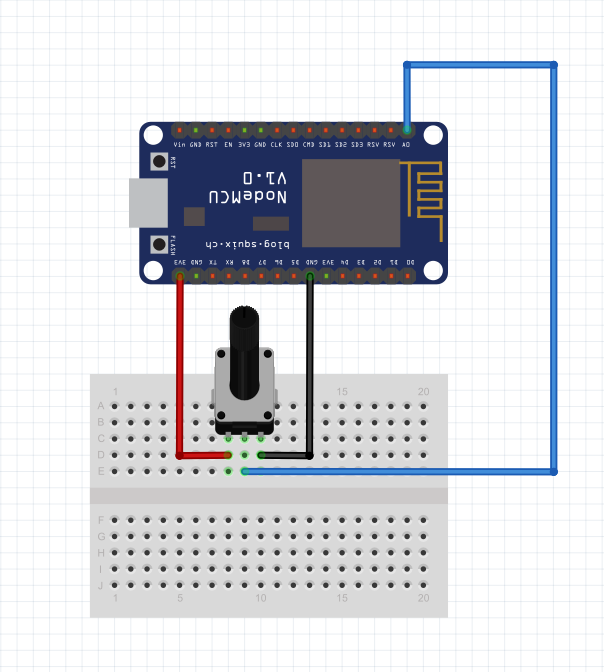 Vin GND RST EN 3V3 GND CLK SD0 CMD SD1 SD2 SD3 RSV RSV A0
RST
NodeMCU
V1.0
FLASH
blog.squix.ch
3V3 GND TX RX D8 D7 D6 D5 GND 3V3 D4 D3 D2 D1 D0
1 15 20
A
B
C
D
E
F
G
H
I
J
1 5 10 15 20